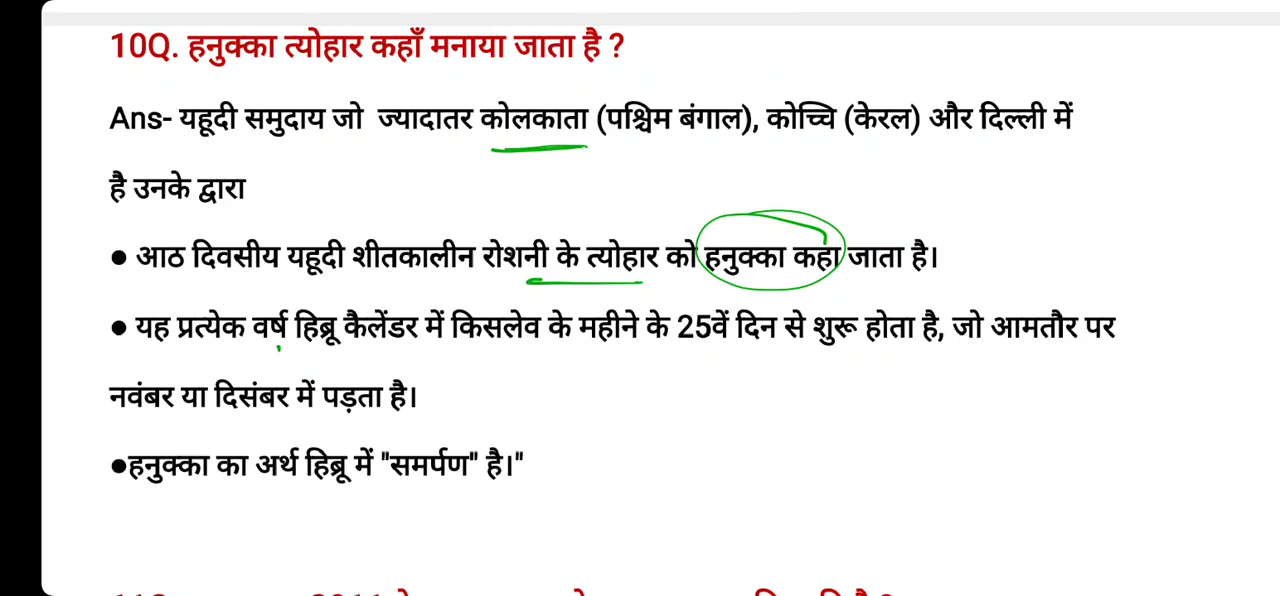 10Q. हनुक्का त्योहार कहाँ मनाया जाता है ?
Ans- यहूदी समुदाय जो ज्यादातर कोलकाता (पश्चिम बंगाल), कोच्चि (केरल) और दिल्ली में
है उनके द्वारा
● आठ दिवसीय यहूदी शीतकालीन रोशनी के त्योहार को हनुक्का कहा जाता है।
● यह प्रत्येक वर्ष हिब्रू कैलेंडर में किसलेव के महीने के 25वें दिन से शुरू होता है, जो आमतौर पर
नवंबर या दिसंबर में पड़ता है।
●हनुक्का का अर्थ हिब्रू में "समर्पण" है।"